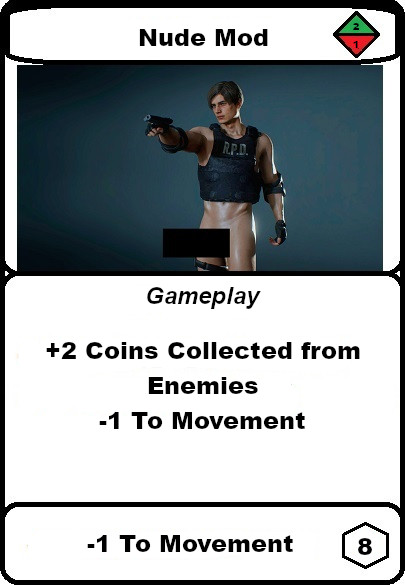 Nude Mod
2
1
R.P.D.
Gameplay
+2 Coins Collected from
Enemies
-1 To Movement
-1 To Movement
8